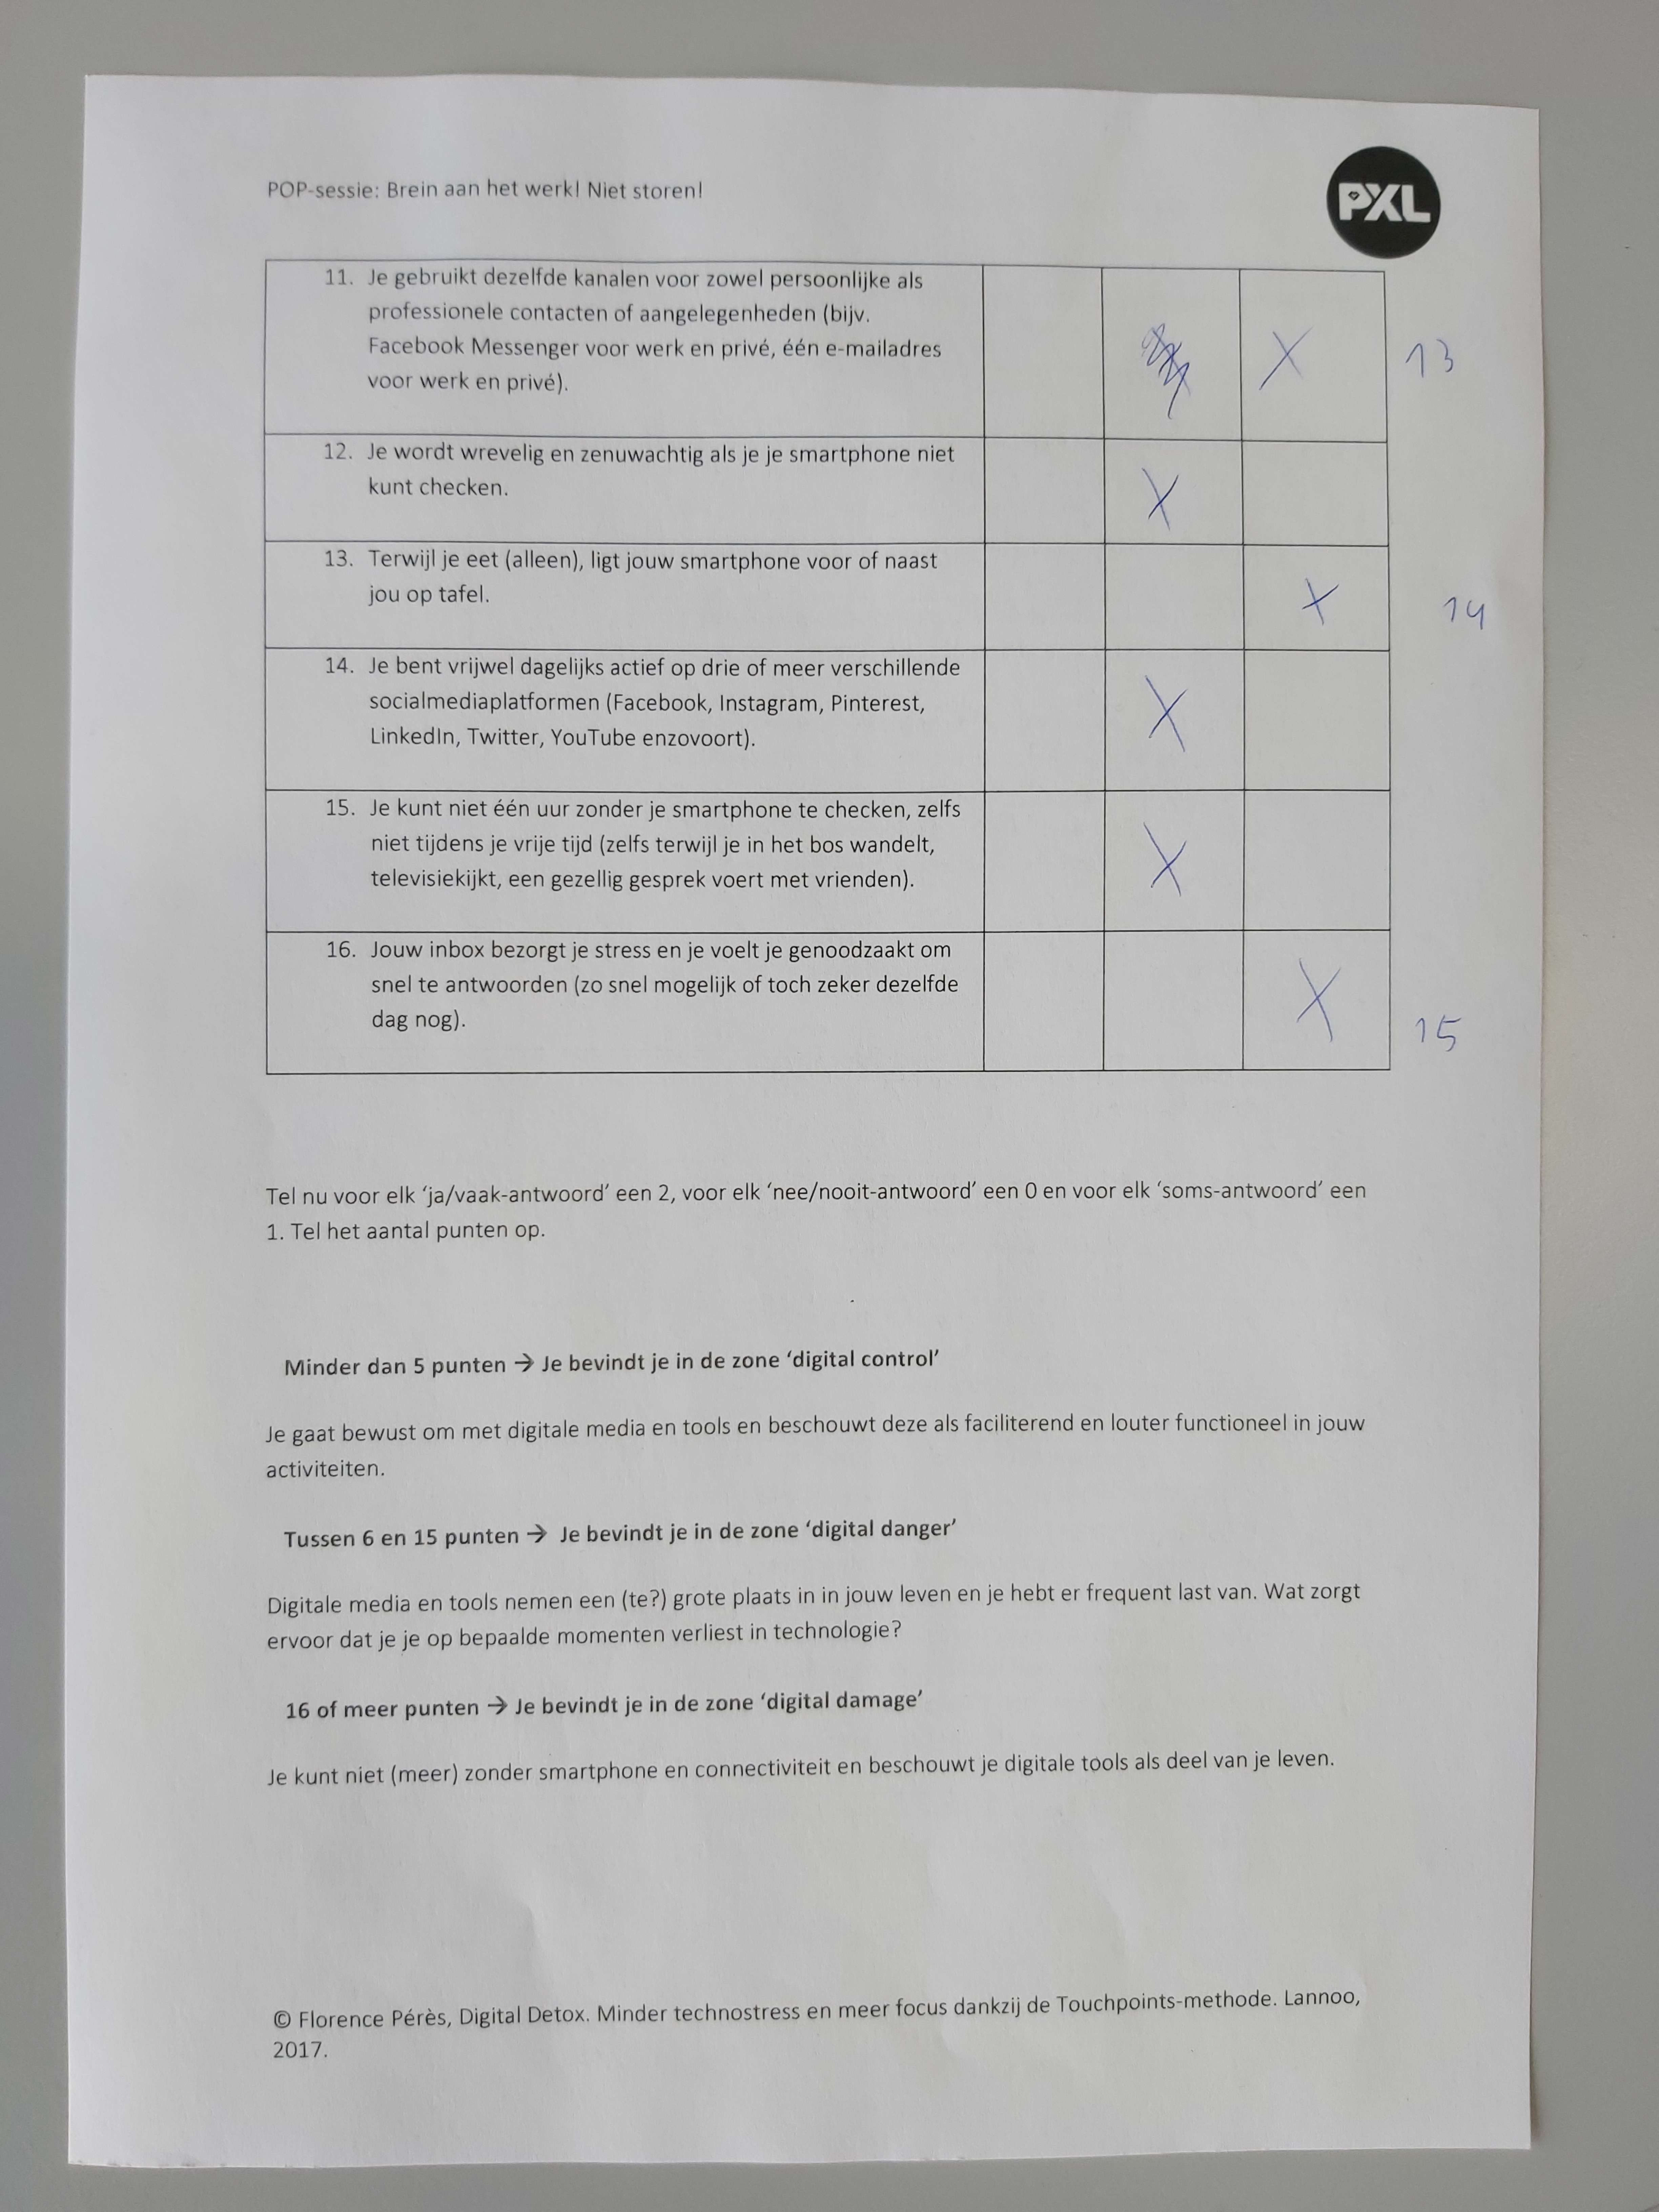 POP-sessie: Brein aan het werk! Niet storen!
PXL
11. Je gebruikt dezelfde kanalen voor zowel persoonlijke als
professionele contacten of aangelegenheden (bijv.
Facebook Messenger voor werk en privé, één e-mailadres
voor werk en privé).
X
13
12. Je wordt wrevelig en zenuwachtig als je je smartphone niet
kunt checken.
X
13. Terwijl je eet (alleen), ligt jouw smartphone voor of naast
jou op tafel.
X
14
14. Je bent vrijwel dagelijks actief op drie of meer verschillende
socialmediaplatformen (Facebook, Instagram, Pinterest,
LinkedIn, Twitter, YouTube enzovoort).
X
15. Je kunt niet één uur zonder je smartphone te checken, zelfs
niet tijdens je vrije tijd (zelfs terwijl je in het bos wandelt,
televisiekijkt, een gezellig gesprek voert met vrienden).
X
16. Jouw inbox bezorgt je stress en je voelt je genoodzaakt om
snel te antwoorden (zo snel mogelijk of toch zeker dezelfde
dag nog).
X
15
Tel nu voor elk ‘ja/vaak-antwoord’ een 2, voor elk ‘nee/nooit-antwoord’ een 0 en voor elk ‘soms-antwoord’ een
1. Tel het aantal punten op.
Minder dan 5 punten → Je bevindt je in de zone ‘digital control’
Je gaat bewust om met digitale media en tools en beschouwt deze als faciliterend en louter functioneel in jouw
activiteiten.
Tussen 6 en 15 punten → Je bevindt je in de zone ‘digital danger’
Digitale media en tools nemen een (te?) grote plaats in in jouw leven en je hebt er frequent last van. Wat zorgt
ervoor dat je je op bepaalde momenten verliest in technologie?
16 of meer punten → Je bevindt je in de zone ‘digital damage’
Je kunt niet (meer) zonder smartphone en connectiviteit en beschouwt je digitale tools als deel van je leven.
© Florence Pérès, Digital Detox. Minder technostress en meer focus dankzij de Touchpoints-methode. Lannoo,
2017.